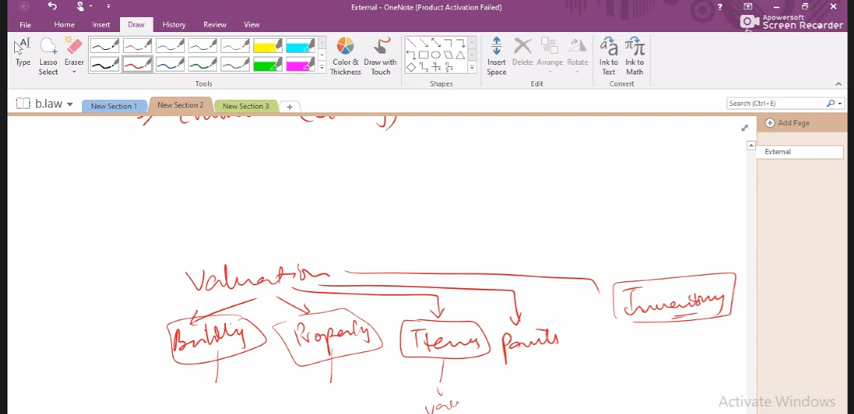 External - OneNote (Product Activation Failed)
Apowersoft
Screen Recorder
File Home Insert Draw History Review View
Type Lasso Select Eraser Color & Thickness Draw with Touch Insert Space Delete Arrange Rotate Ink to Text Ink to Math
Tools Shapes Edit Convert
b.law New Section 1 New Section 2 New Section 3 Search (Ctrl+E)
Add Page
External
Valuation
Inventory
Property Items
Activate Windows